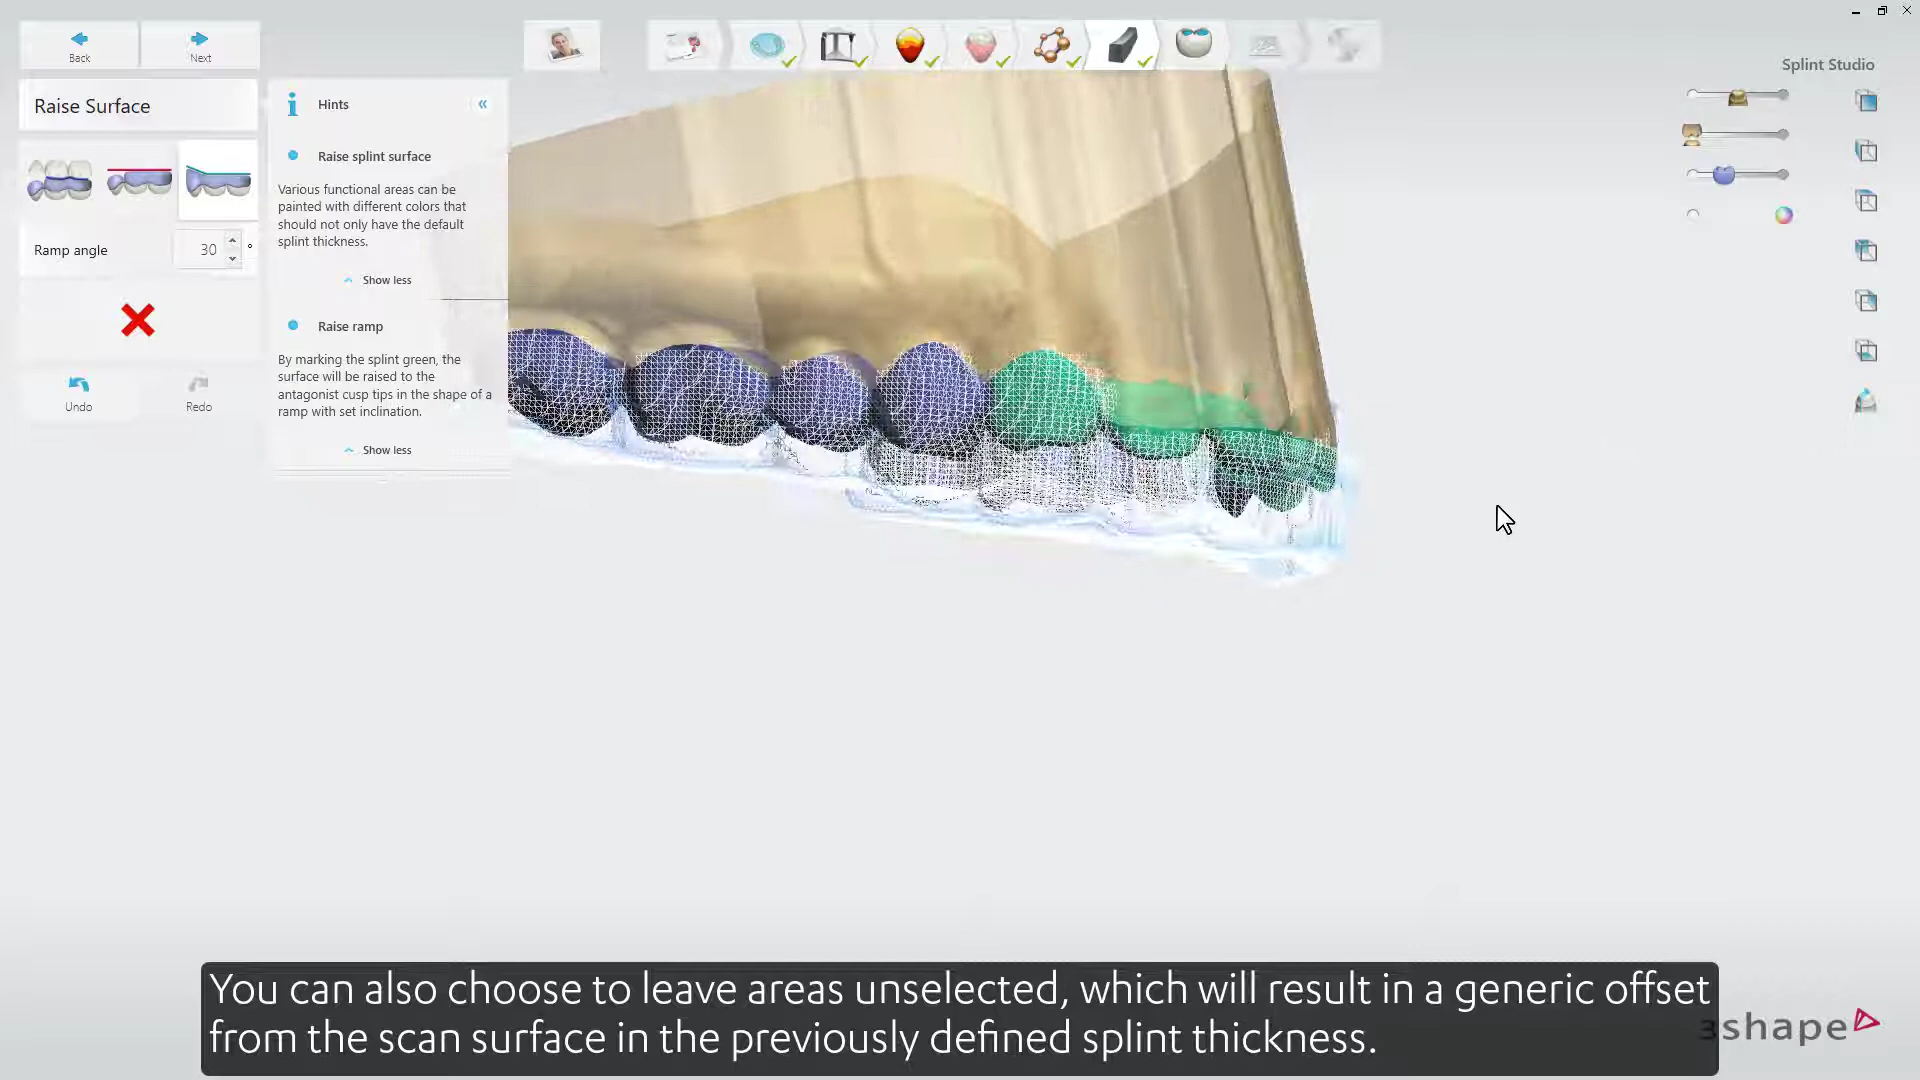 Back
Next
Splint Studio
Raise Surface
Ramp angle
30
°
Undo
Redo
Hints
Raise splint surface
Various functional areas can be
painted with different colors that
should not only have the default
splint thickness.
Show less
Raise ramp
By marking the splint green, the
surface will be raised to the
antagonist cusp tips in the shape of a
ramp with set inclination.
Show less
You can also choose to leave areas unselected, which will result in a generic offset
from the scan surface in the previously defined splint thickness.
3shape